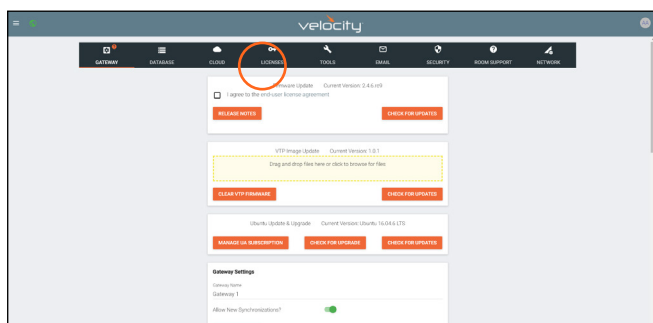 velocity
GATEWAY DATABASE CLOUD LICENSES TOOLS EMAIL SECURITY ROOM SUPPORT NETWORK
Firmware Update Current Version: 2.4.6.re9
I agree to the end-user license agreement
RELEASE NOTES CHECK FOR UPDATES
VTP Image Update Current Version: 1.0.1
Drag and drop files here or click to browse for files
CLEAR VTP FIRMWARE CHECK FOR UPDATES
Ubuntu Update & Upgrade Current Version: Ubuntu 16.04.6 LTS
MANAGE UA SUBSCRIPTION CHECK FOR UPGRADE CHECK FOR UPDATES
Gateway Settings
Gateway Name
Gateway 1
Allow New Synchronizations?